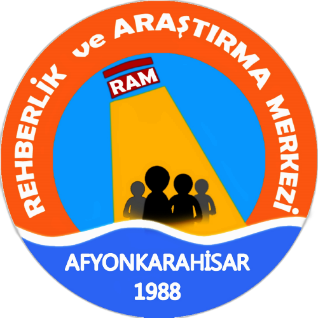 REHBERLİK ve ARAŞTIRMA MERKEZİ
RAM
AFYONKARAHİSAR
1988